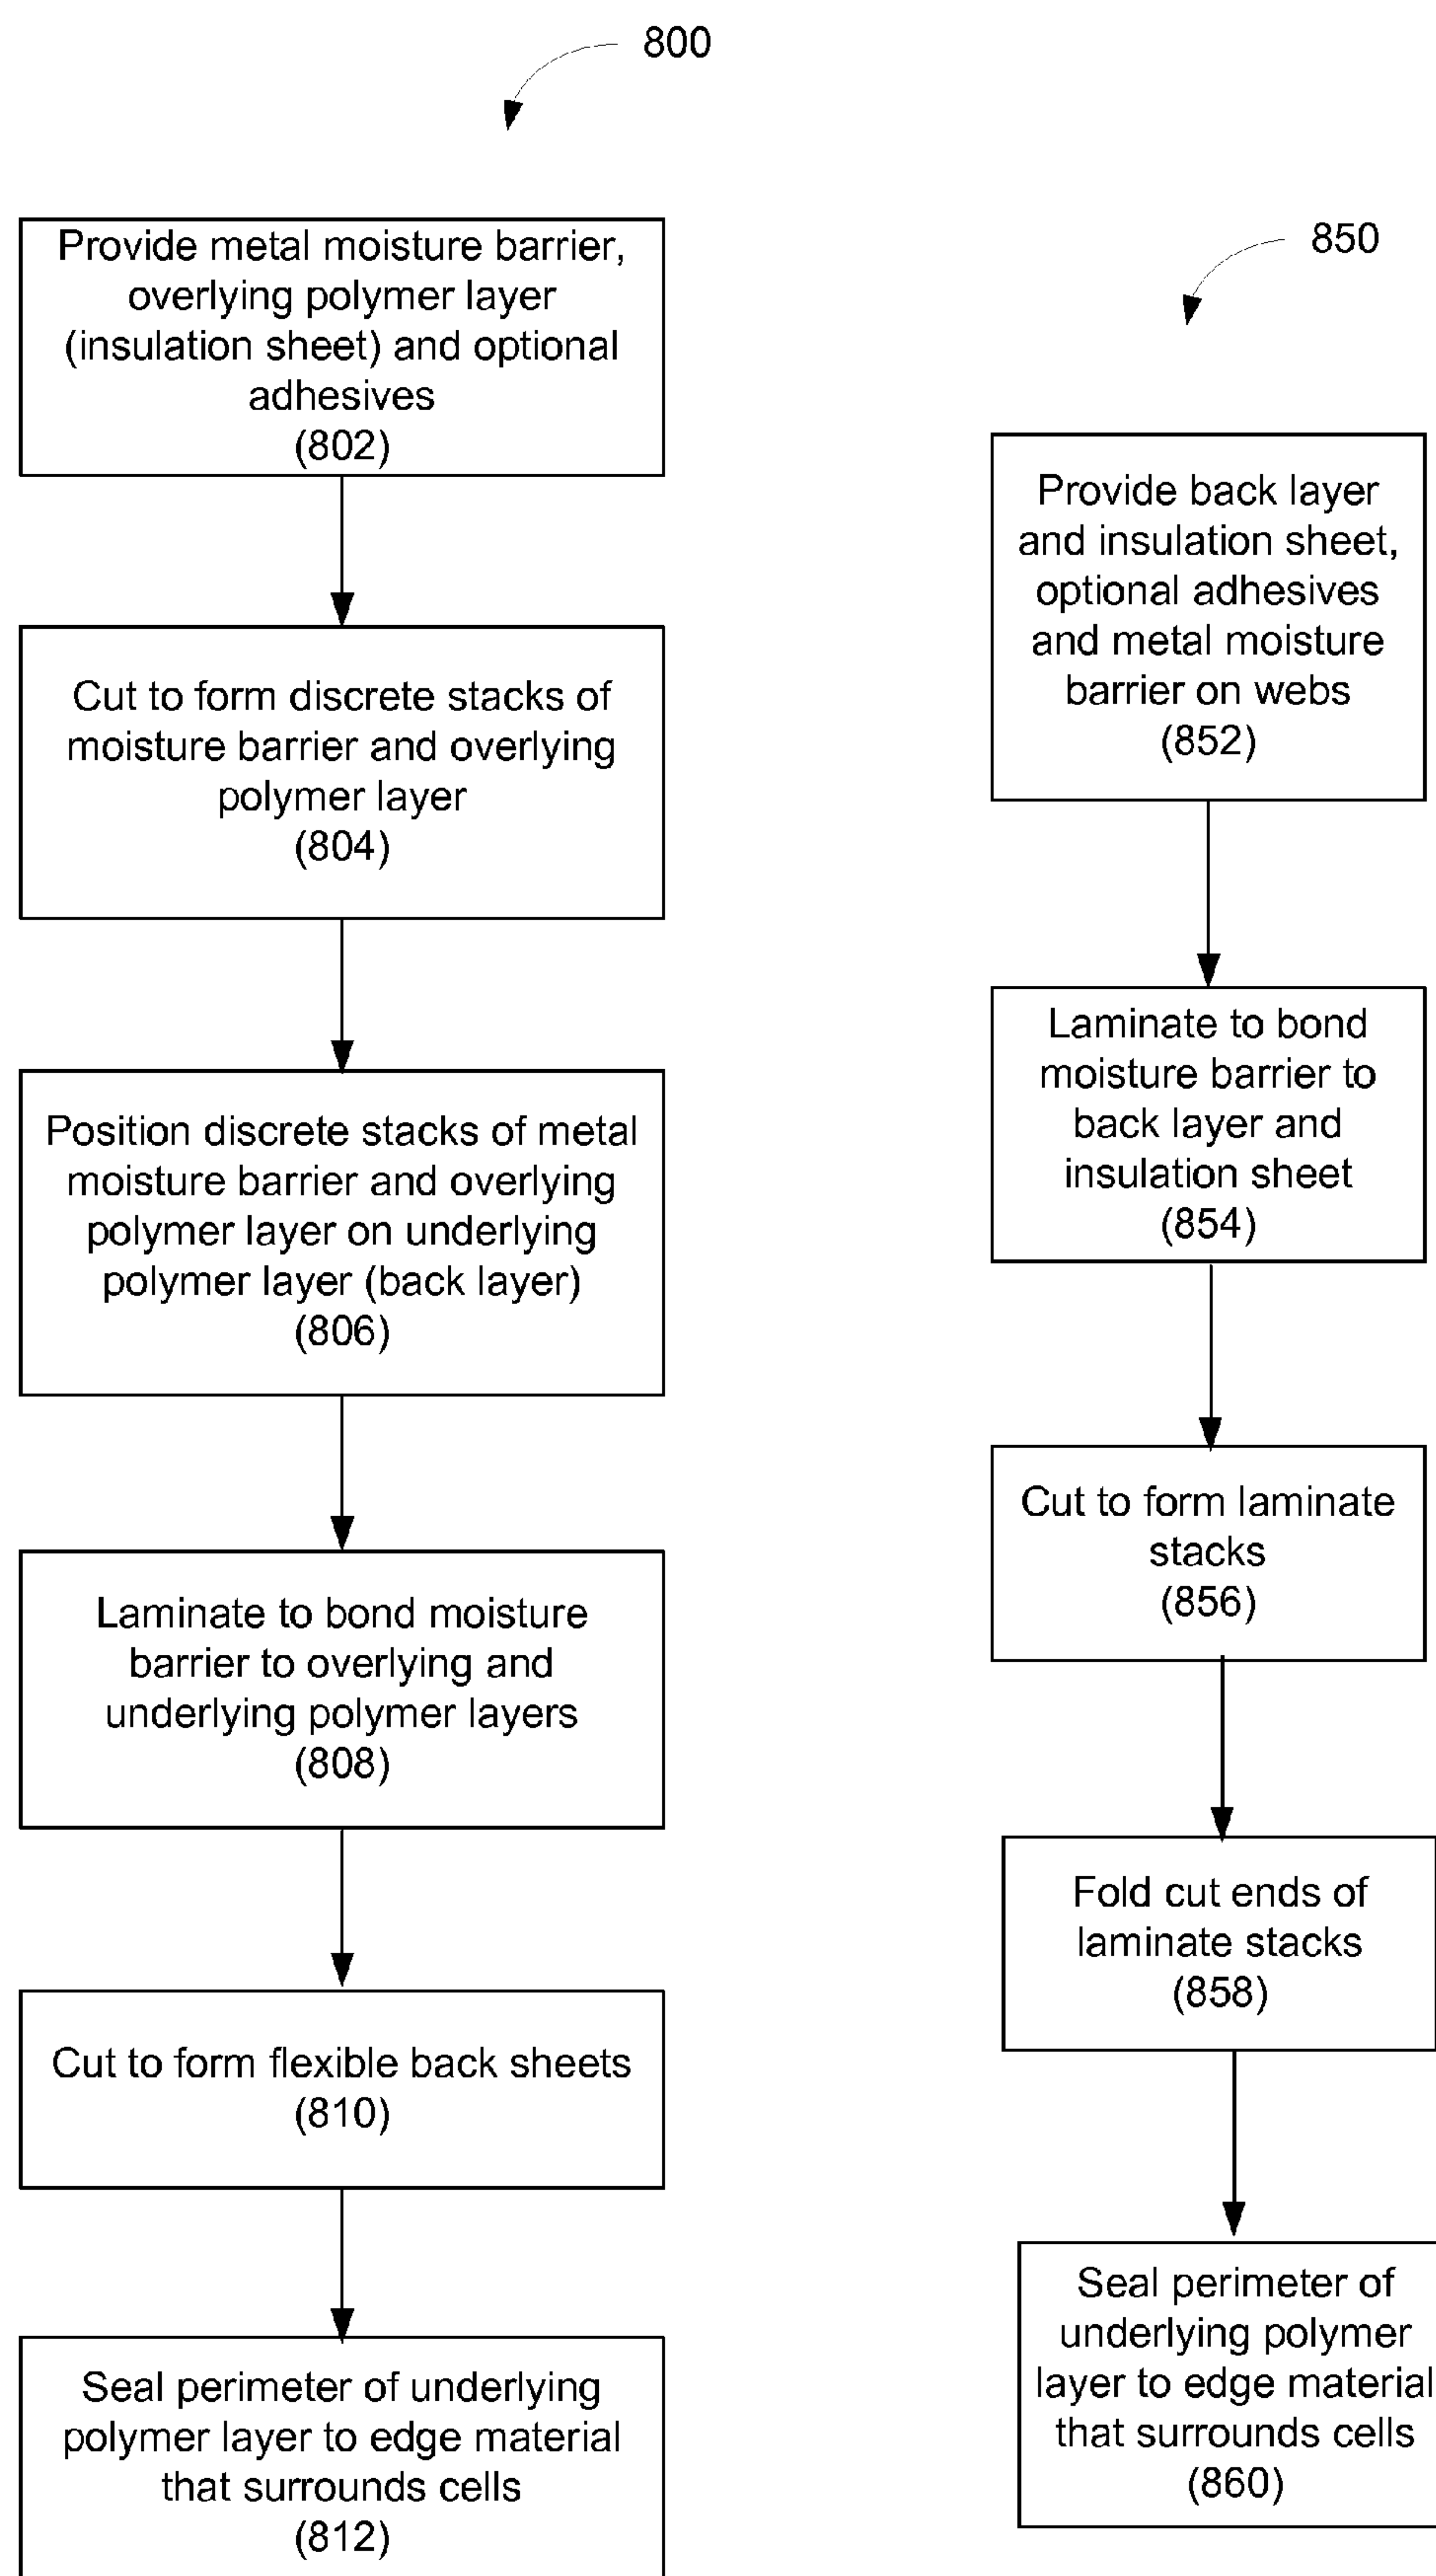 800
Provide metal moisture barrier,
overlying polymer layer
(insulation sheet) and optional
adhesives
(802)
Cut to form discrete stacks of
moisture barrier and overlying
polymer layer
(804)
Position discrete stacks of metal
moisture barrier and overlying
polymer layer on underlying
polymer layer (back layer)
(806)
Laminate to bond moisture
barrier to overlying and
underlying polymer layers
(808)
Cut to form flexible back sheets
(810)
Seal perimeter of underlying
polymer layer to edge material
that surrounds cells
(812)
850
Provide back layer
and insulation sheet,
optional adhesives
and metal moisture
barrier on webs
(852)
Laminate to bond
moisture barrier to
back layer and
insulation sheet
(854)
Cut to form laminate
stacks
(856)
Fold cut ends of
laminate stacks
(858)
Seal perimeter of
underlying polymer
layer to edge material
that surrounds cells
(860)